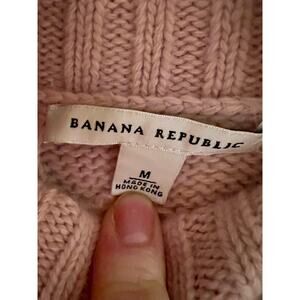 BANANA REPUBLIC
M
MADE IN
HONG KONG